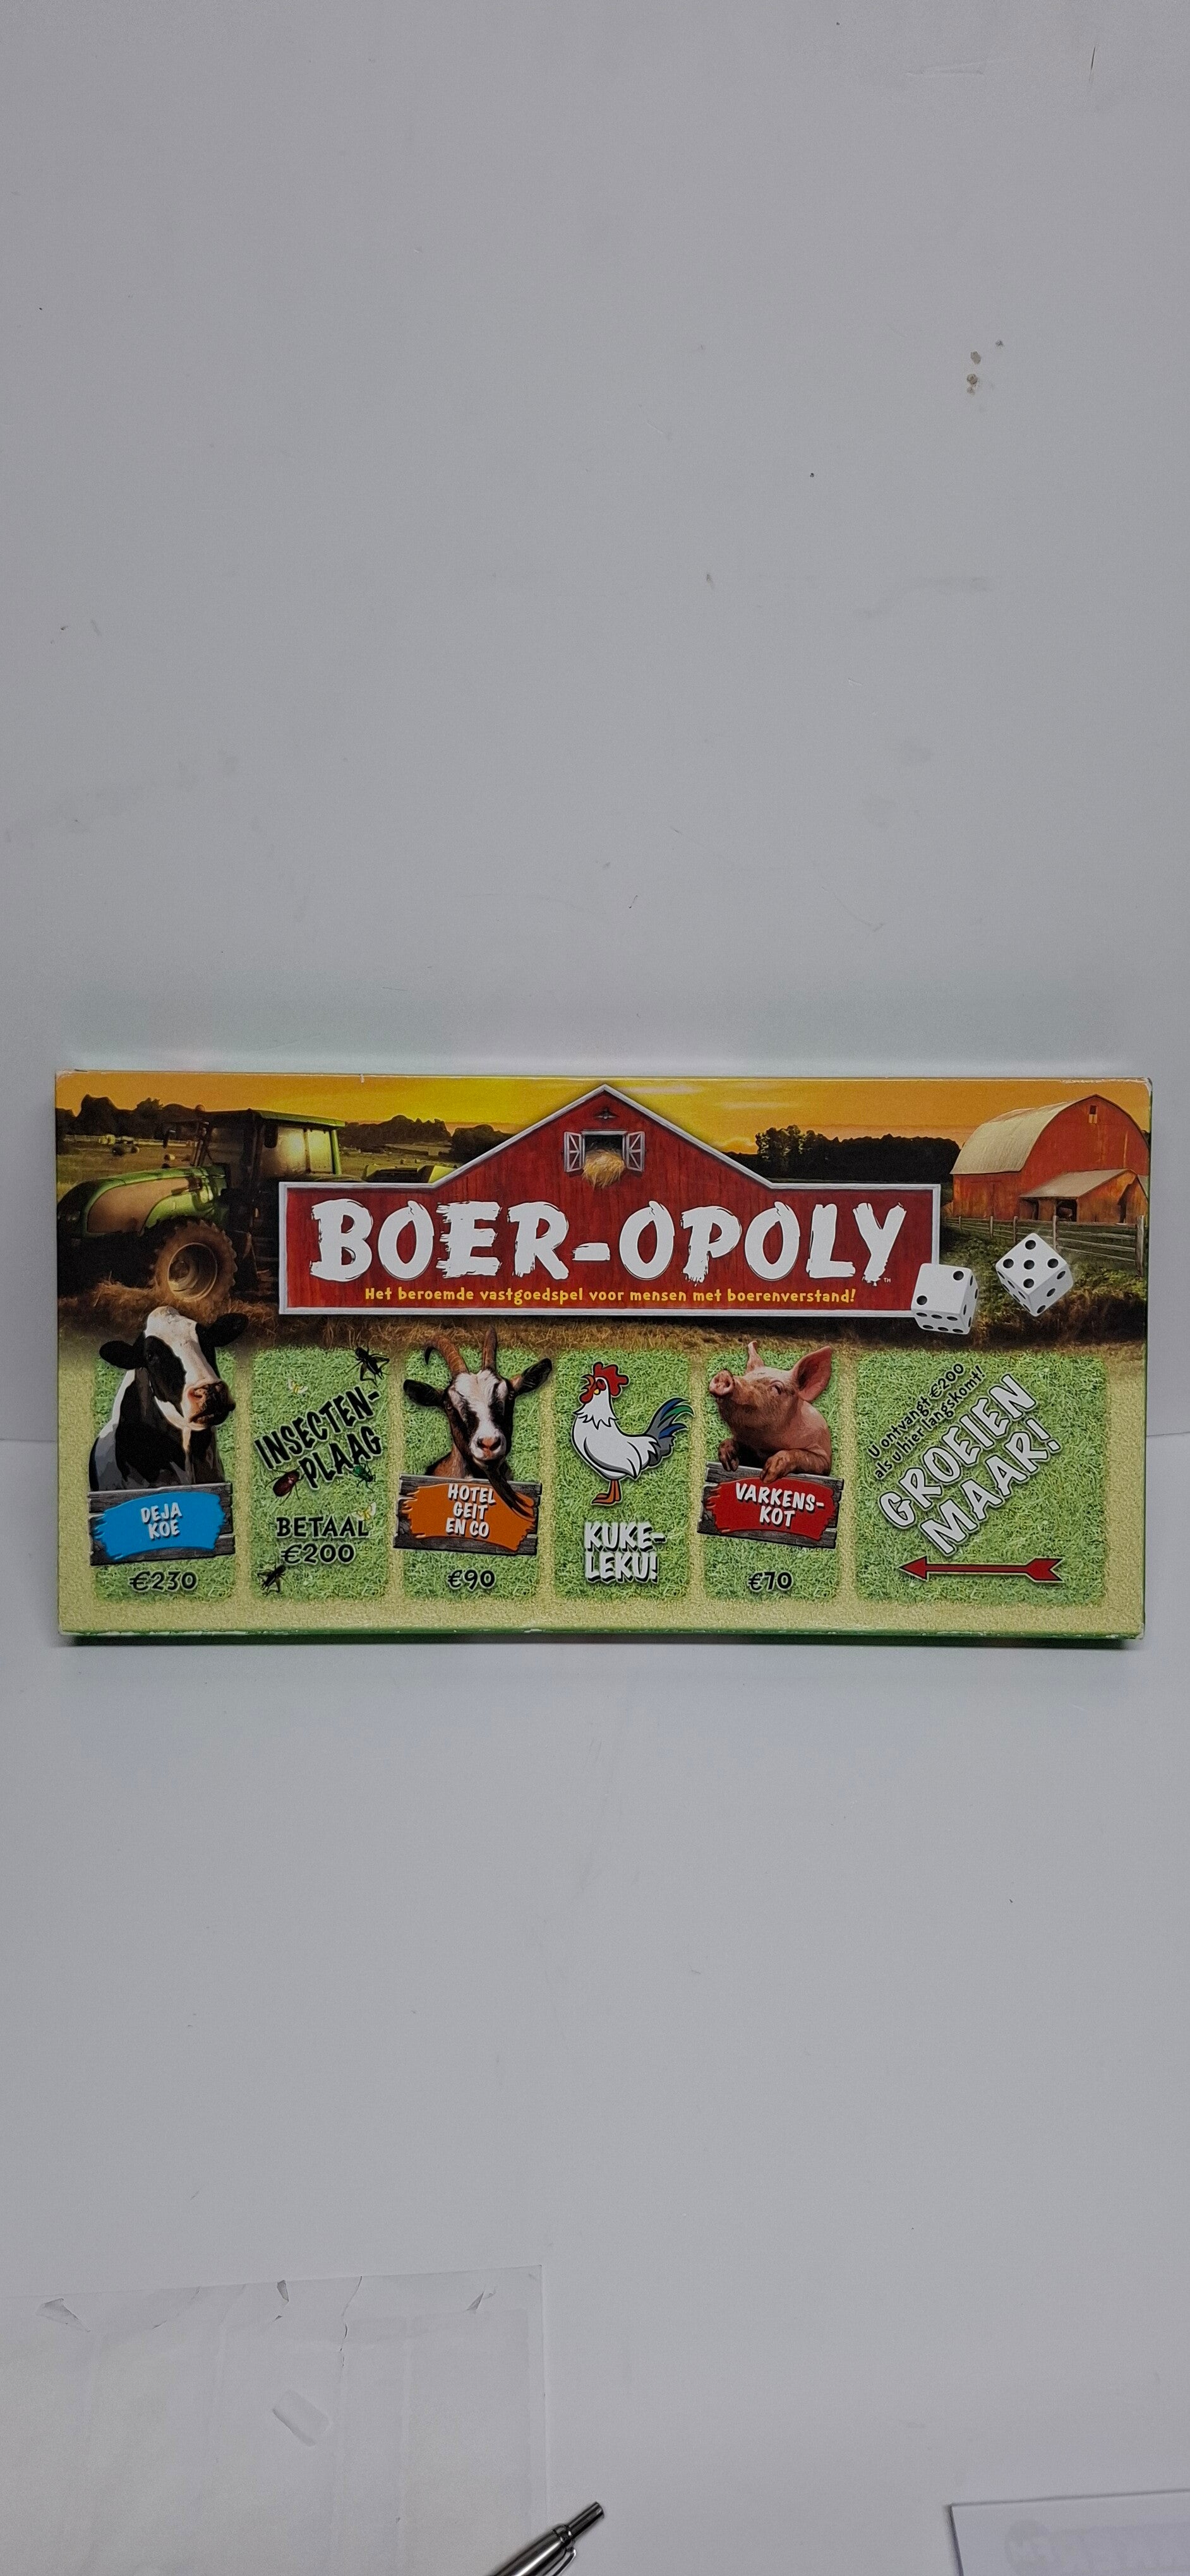 BOER-OPOLY™
Het beroemde vastgoedspel voor mensen met boerenverstand!
DEJA
KOE
€230
INSECTEN-
PLAAG
BETAAL
€200
HOTEL
GEIT
EN CO
€90
KUKE-
LEKU!
VARKENS-
KOT
€70
U ontvangt €200
als u hier langskomt!
GROEIEN
MAAR!